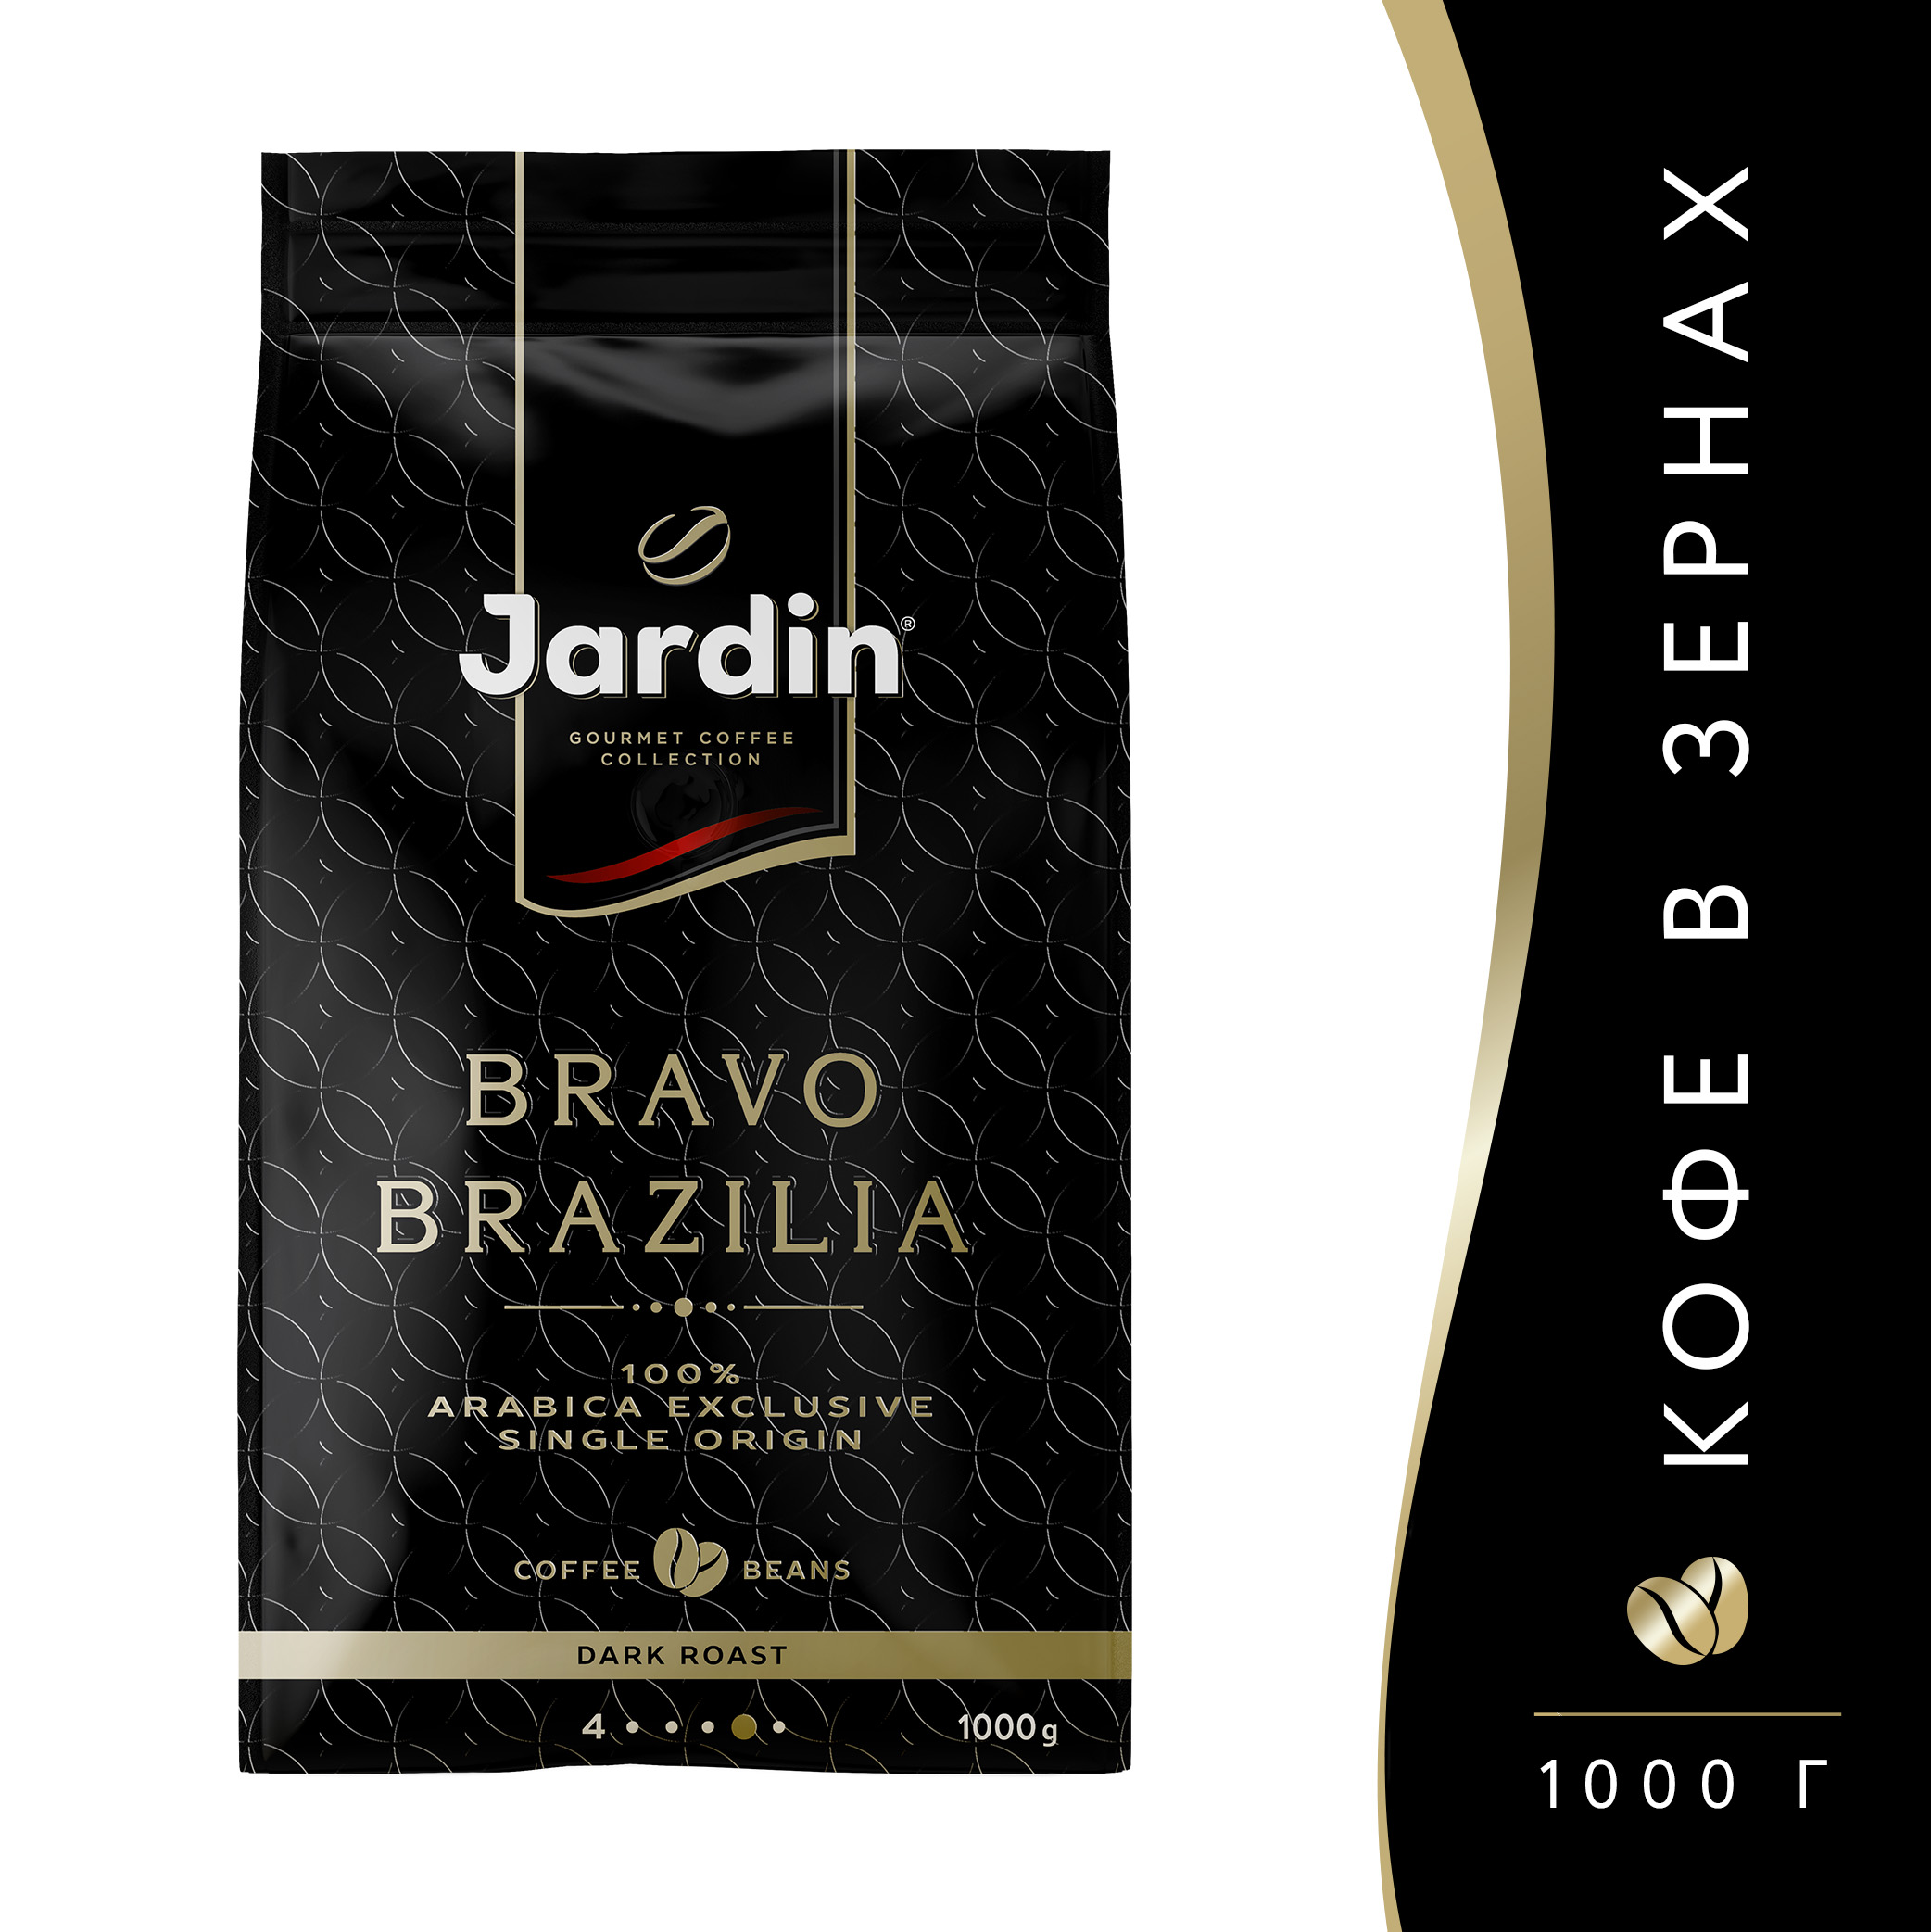 Jardin®
GOURMET COFFEE
COLLECTION
BRAVO
BRAZILIA
100%
ARABICA EXCLUSIVE
SINGLE ORIGIN
COFFEE BEANS
DARK ROAST
4
1000g
КОФЕ В ЗЕРНАХ
1000 Г